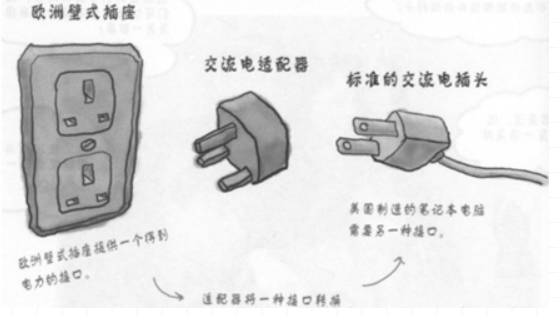 欧洲壁式插座
交流电适配器
标准的交流电插头
美国制造的笔记本电脑
需要另一种接口。
欧洲壁式插座提供一个得到
电力的接口。
适配器将一种接口转换